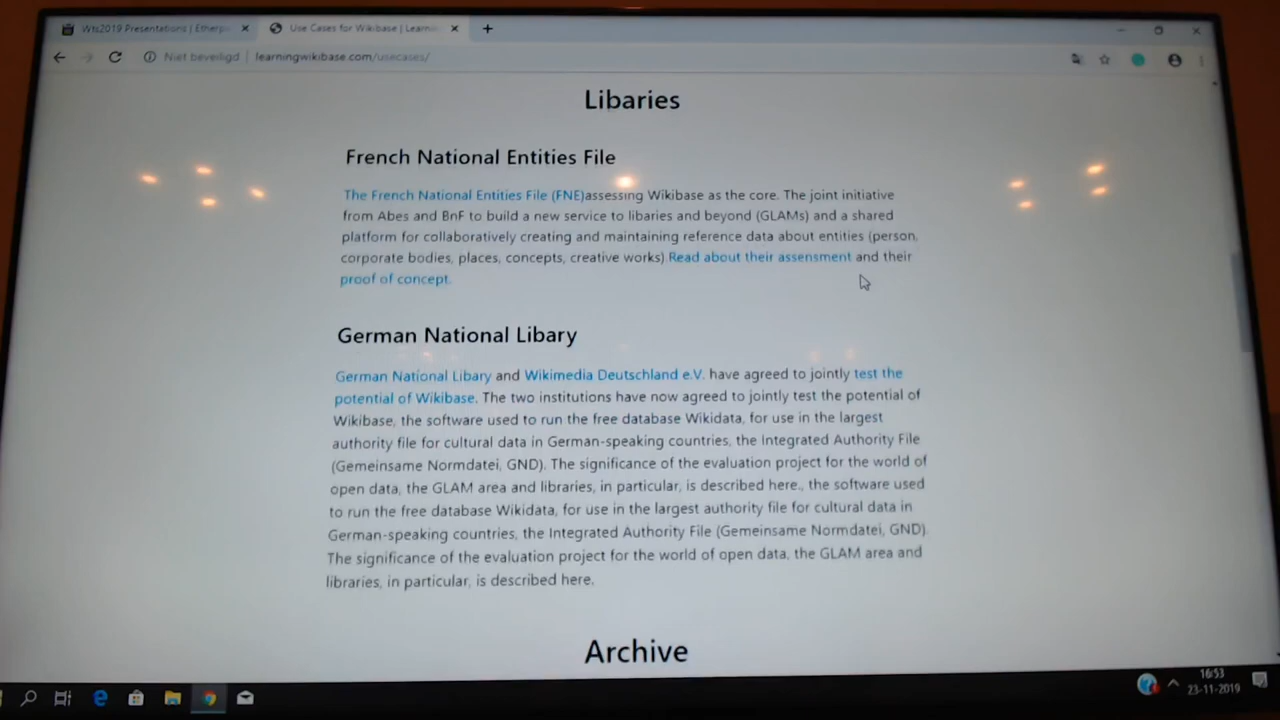 Wts2019 Presentations | Etherp
Use Cases for Wikibase | Learni
Niet beveiligd
learningwikibase.com/usecases/
Libaries
French National Entities File
The French National Entities File (FNE)assessing Wikibase as the core. The joint initiative
from Abes and BnF to build a new service to libaries and beyond (GLAMs) and a shared
platform for collaboratively creating and maintaining reference data about entities (person,
corporate bodies, places, concepts, creative works).Read about their assensment and their
proof of concept.
German National Libary
German National Libary and Wikimedia Deutschland e.V. have agreed to jointly test the
potential of Wikibase. The two institutions have now agreed to jointly test the potential of
Wikibase, the software used to run the free database Wikidata, for use in the largest
authority file for cultural data in German-speaking countries, the Integrated Authority File
(Gemeinsame Normdatei, GND). The significance of the evaluation project for the world of
open data, the GLAM area and libraries, in particular, is described here., the software used
to run the free database Wikidata, for use in the largest authority file for cultural data in
German-speaking countries, the Integrated Authority File (Gemeinsame Normdatei, GND).
The significance of the evaluation project for the world of open data, the GLAM area and
libraries, in particular, is described here.
Archive
16:53
23-11-2019